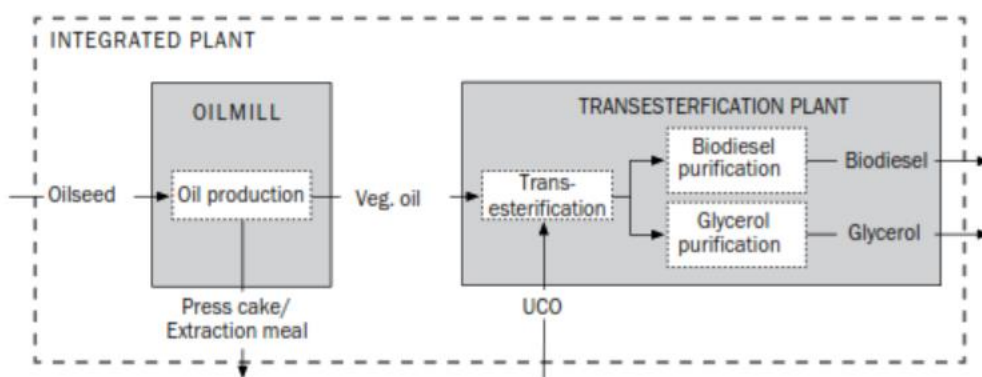 INTEGRATED PLANT
OILMILL
TRANSESTERFICATION PLANT
Oilseed
Oil production
Veg. oil
Trans-
esterification
Biodiesel
purification
Biodiesel
Glycerol
purification
Glycerol
Press cake/
Extraction meal
UCO